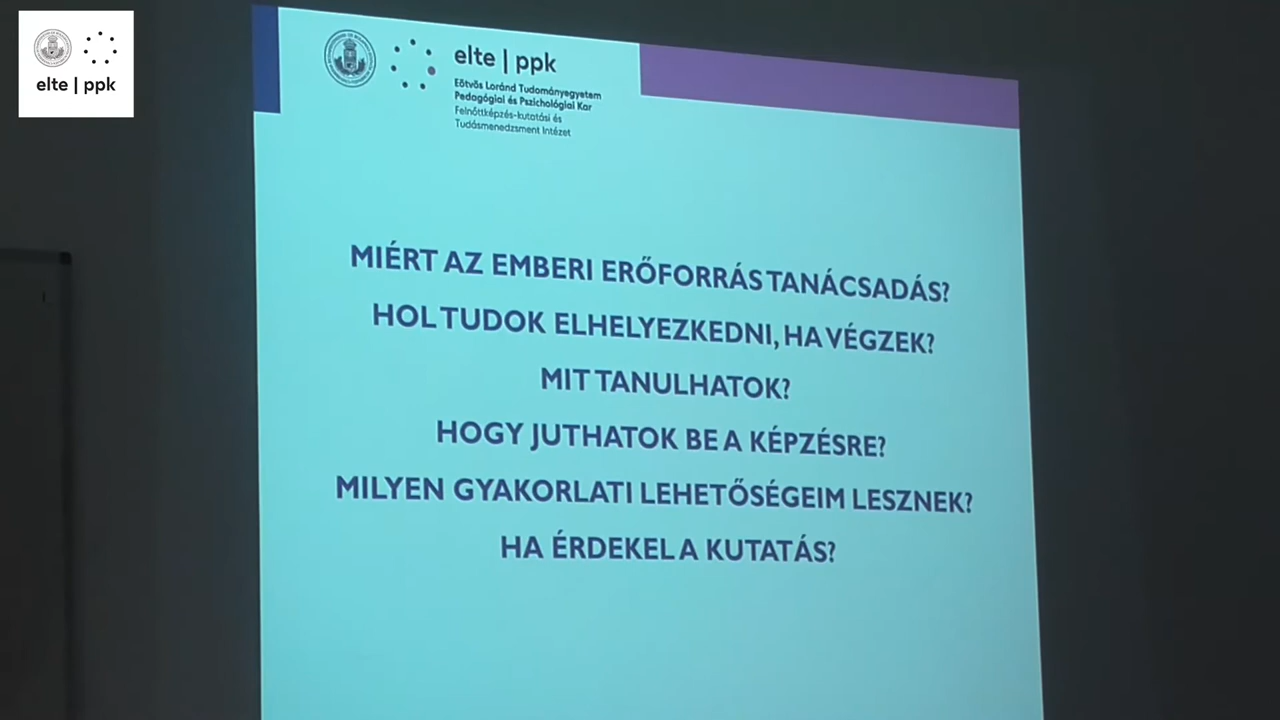 elte | ppk
elte | ppk
Eötvös Loránd Tudományegyetem
Pedagógiai és Pszichológiai Kar
Felnőttképzés-kutatási és
Tudásmenedzsment Intézet
MIÉRT AZ EMBERI ERŐFORRÁS TANÁCSADÁS?
HOL TUDOK ELHELYEZKEDNI, HA VÉGZEK?
MIT TANULHATOK?
HOGY JUTHATOK BE A KÉPZÉSRE?
MILYEN GYAKORLATI LEHETŐSÉGEIM LESZNEK?
HA ÉRDEKEL A KUTATÁS?